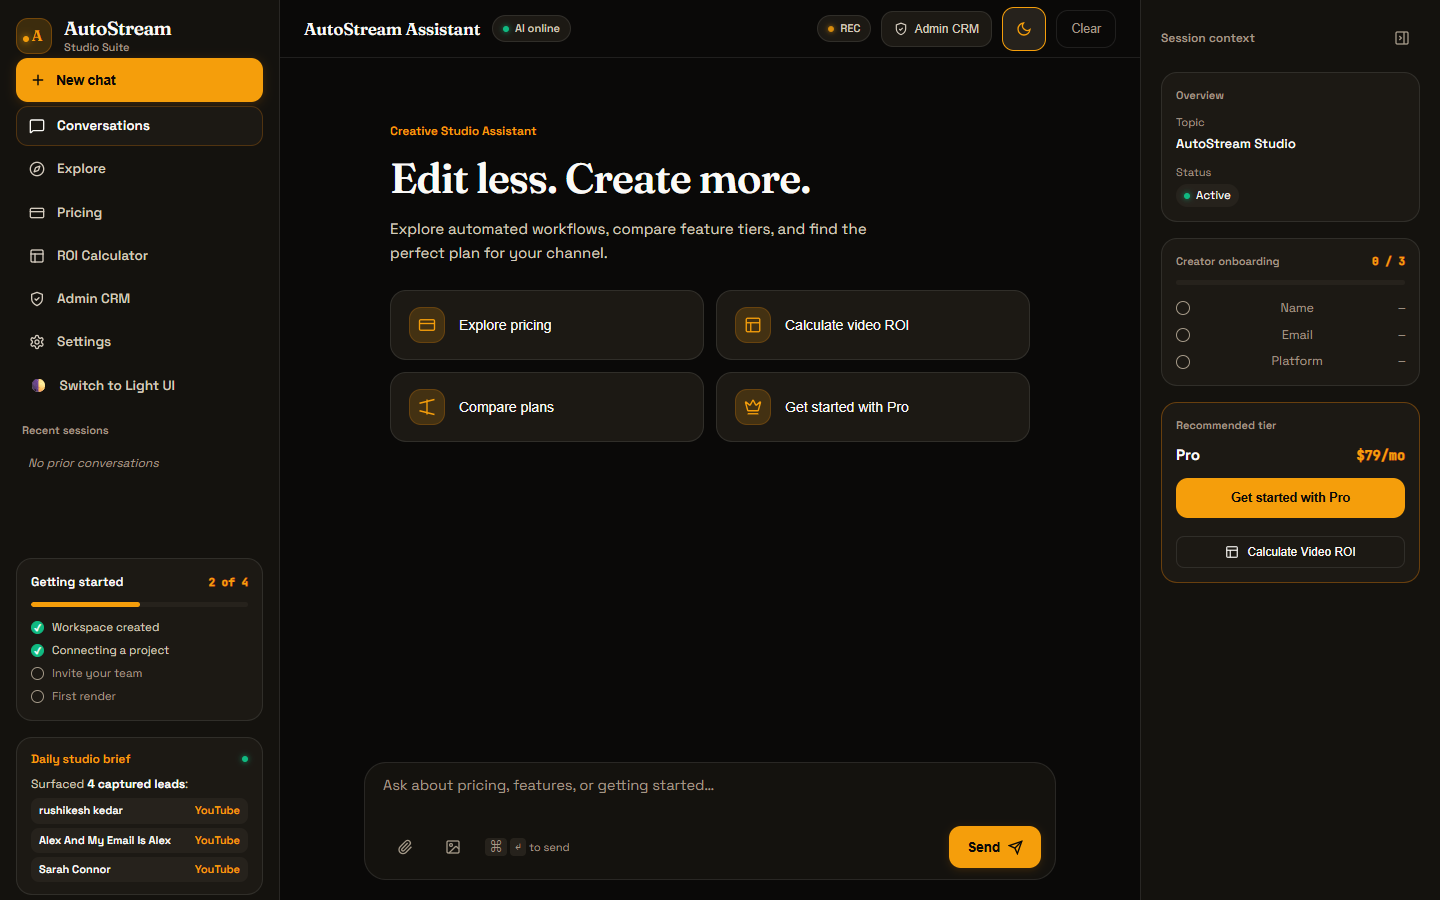 A
AutoStream
Studio Suite
New chat
Conversations
Explore
Pricing
ROI Calculator
Admin CRM
Settings
Switch to Light UI
Recent sessions
No prior conversations
Getting started
2 of 4
Workspace created
Connecting a project
Invite your team
First render
Daily studio brief
Surfaced 4 captured leads:
rushikesh kedar YouTube
Alex And My Email Is Alex YouTube
Sarah Connor YouTube
AutoStream Assistant
AI online
REC
Admin CRM
Clear
Creative Studio Assistant
Edit less. Create more.
Explore automated workflows, compare feature tiers, and find the
perfect plan for your channel.
Explore pricing
Calculate video ROI
Compare plans
Get started with Pro
Ask about pricing, features, or getting started...
⌘ ↵ to send
Send
Session context
Overview
Topic
AutoStream Studio
Status
Active
Creator onboarding
0 / 3
Name –
Email –
Platform –
Recommended tier
Pro
$79/mo
Get started with Pro
Calculate Video ROI